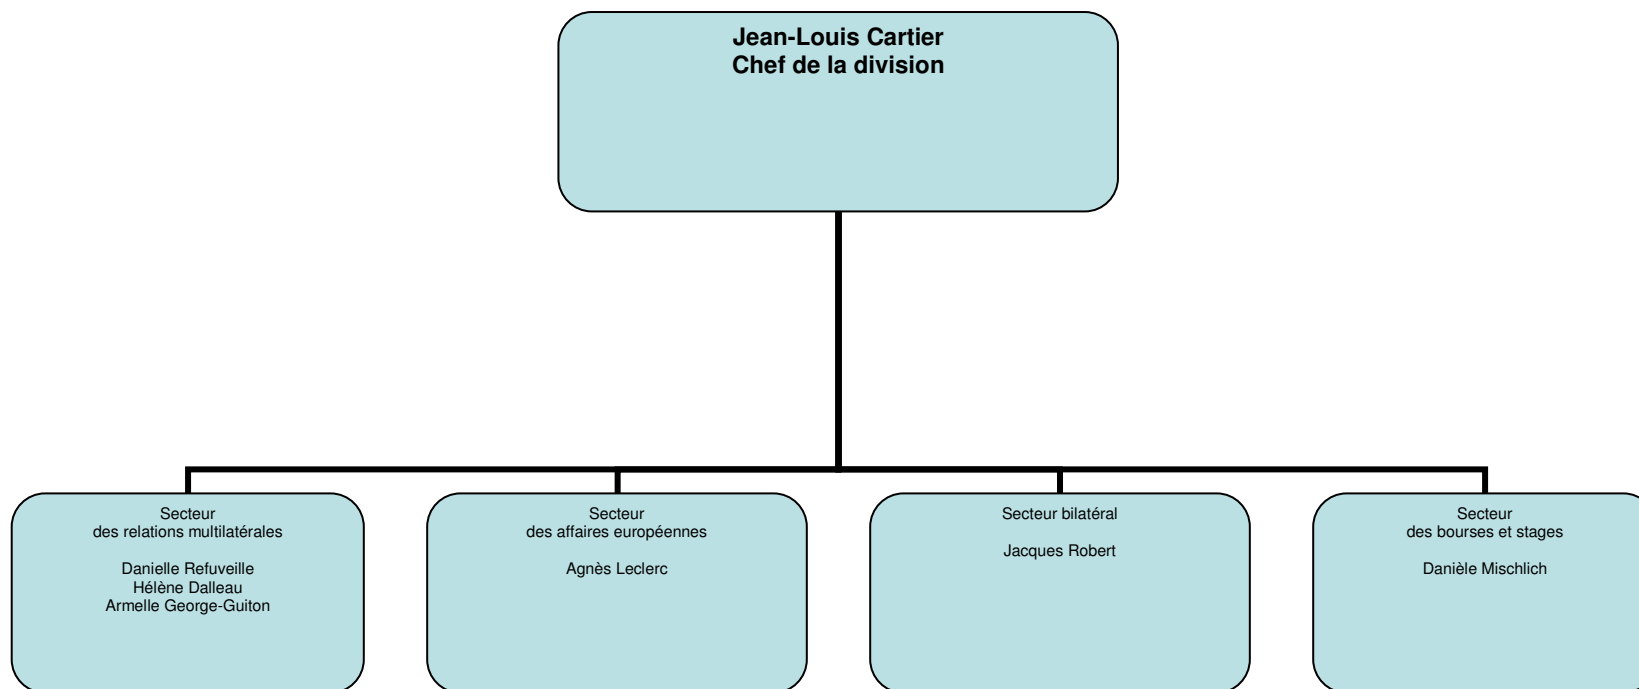 Jean-Louis Cartier
Chef de la division
Secteur
des relations multilatérales
Danielle Refuveille
Hélène Dalleau
Armelle George-Guiton
Secteur
des affaires européennes
Agnès Leclerc
Secteur bilatéral
Jacques Robert
Secteur
des bourses et stages
Danièle Mischlich